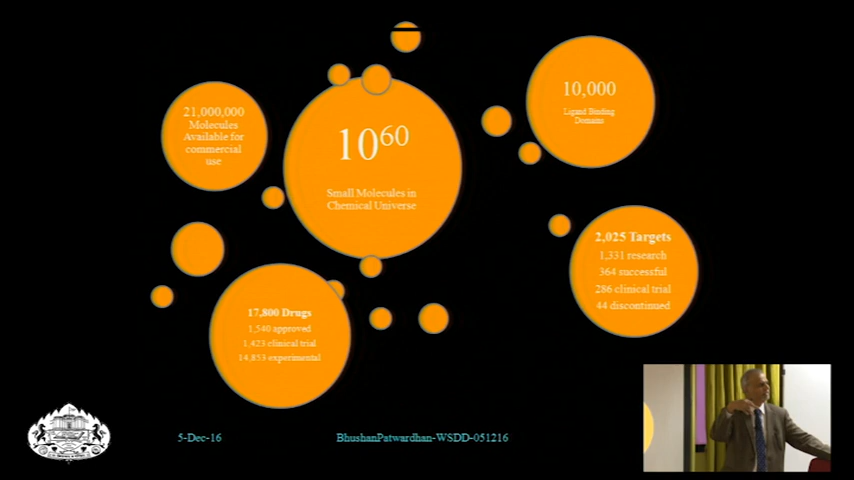 21,000,000
Molecules
Available for
commercial
use
10⁶⁰
Small Molecules in
Chemical Universe
10,000
Ligand Binding
Domains
2,025 Targets
1,331 research
364 successful
286 clinical trial
44 discontinued
17,800 Drugs
1,540 approved
1,423 clinical trial
14,853 experimental
5-Dec-16
BhushanPatwardhan-WSDD-051216